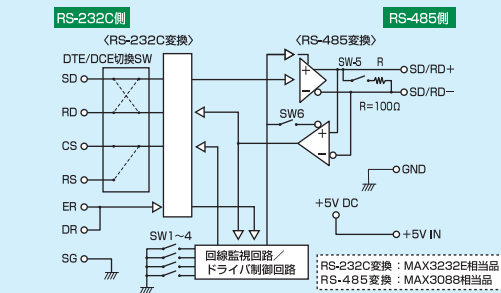 RS-232C側
RS-485側
〈RS-232C変換〉
〈RS-485変換〉
DTE/DCE切換SW
SW-5
R
SD
SD/RD+
SD/RD−
RD
R=100Ω
SW6
CS
RS
GND
ER
+5V DC
DR
SW1~4
+5V IN
SG
回線監視回路/
ドライバ制御回路
RS-232C変換：MAX3232E相当品
RS-485変換：MAX3088相当品